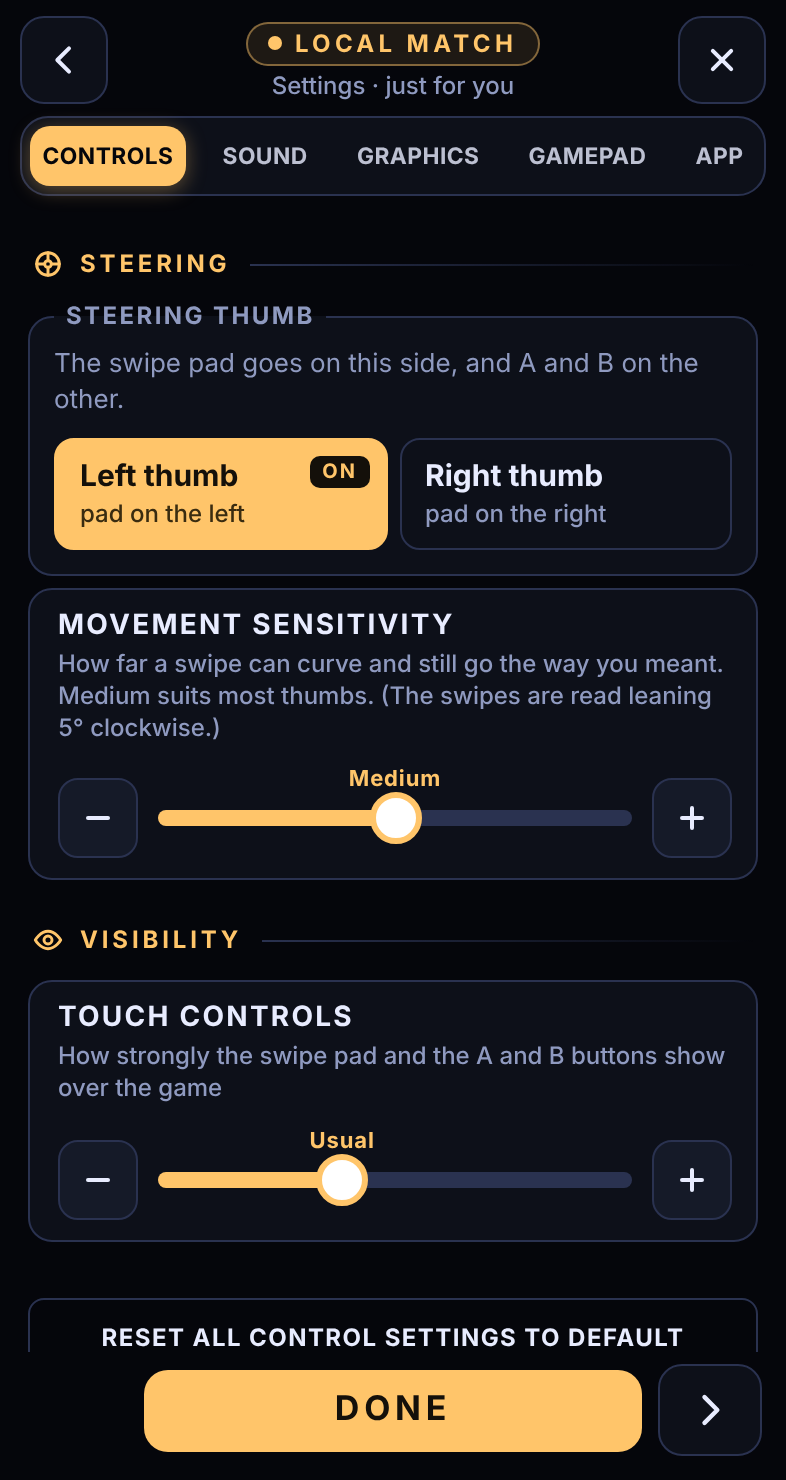 LOCAL MATCH
Settings · just for you
CONTROLS SOUND GRAPHICS GAMEPAD APP
STEERING
STEERING THUMB
The swipe pad goes on this side, and A and B on the
other.
Left thumb ON
pad on the left
Right thumb
pad on the right
MOVEMENT SENSITIVITY
How far a swipe can curve and still go the way you meant.
Medium suits most thumbs. (The swipes are read leaning
5° clockwise.)
Medium
VISIBILITY
TOUCH CONTROLS
How strongly the swipe pad and the A and B buttons show
over the game
Usual
RESET ALL CONTROL SETTINGS TO DEFAULT
DONE